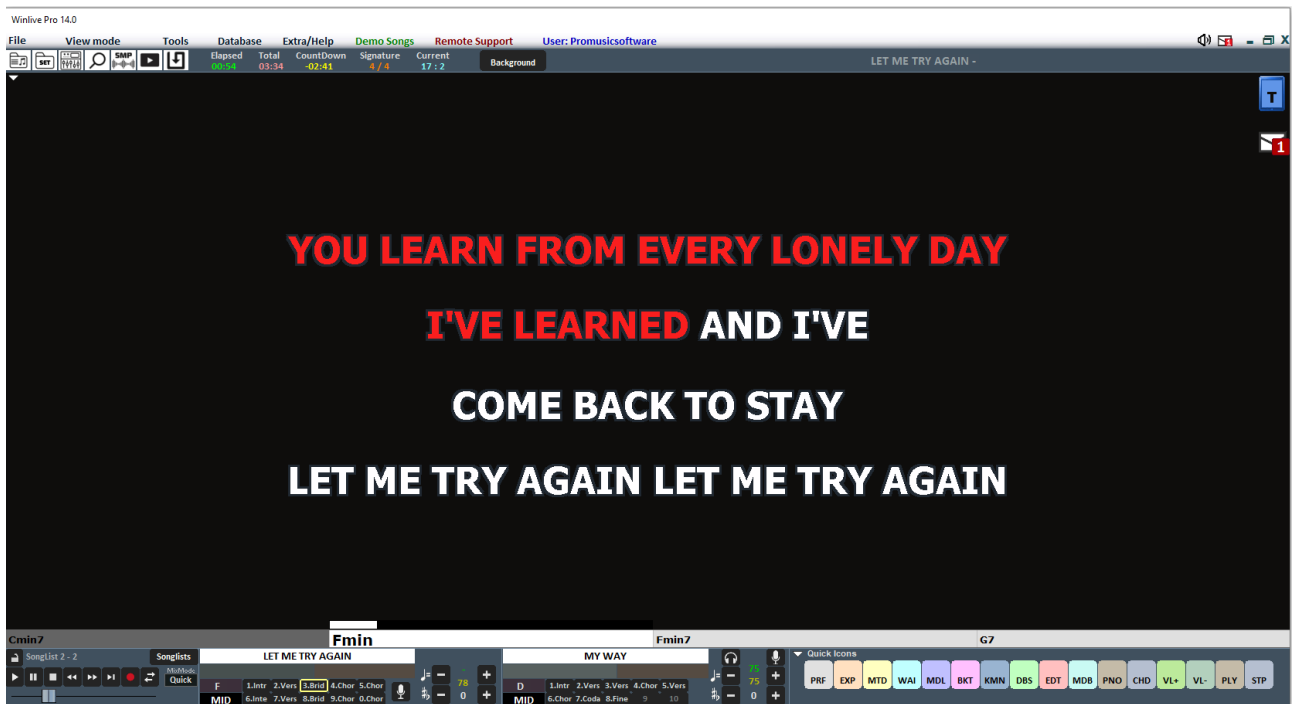 Winlive Pro 14.0
File View mode Tools Database Extra/Help Demo Songs Remote Support User: Promusicsoftware
SET SMP Elapsed Total CountDown Signature Current Background LET ME TRY AGAIN -
00:54 03:34 -02:41 4 / 4 17 : 2
T
1
YOU LEARN FROM EVERY LONELY DAY
I'VE LEARNED AND I'VE
COME BACK TO STAY
LET ME TRY AGAIN LET ME TRY AGAIN
Cmin7 Fmin Fmin7 G7
SongList 2 - 2 Songlists LET ME TRY AGAIN MY WAY Quick Icons
MoMode
Quick
- 78 0
75 75 0
F 1.Intr 2.Vers 3.Brid 4.Chor 5.Chor
MID 6.Inte 7.Vers 8.Brid 9.Chor 0.Chor
D 1.Intr 2.Vers 3.Vers 4.Chor 5.Vers
MID 6.Chor 7.Coda 8.Fine 9 10
PRF EXP MTD WAI MDL BKT KMN DBS EDT MDB PNO CHD VL+ VL- PLY STP